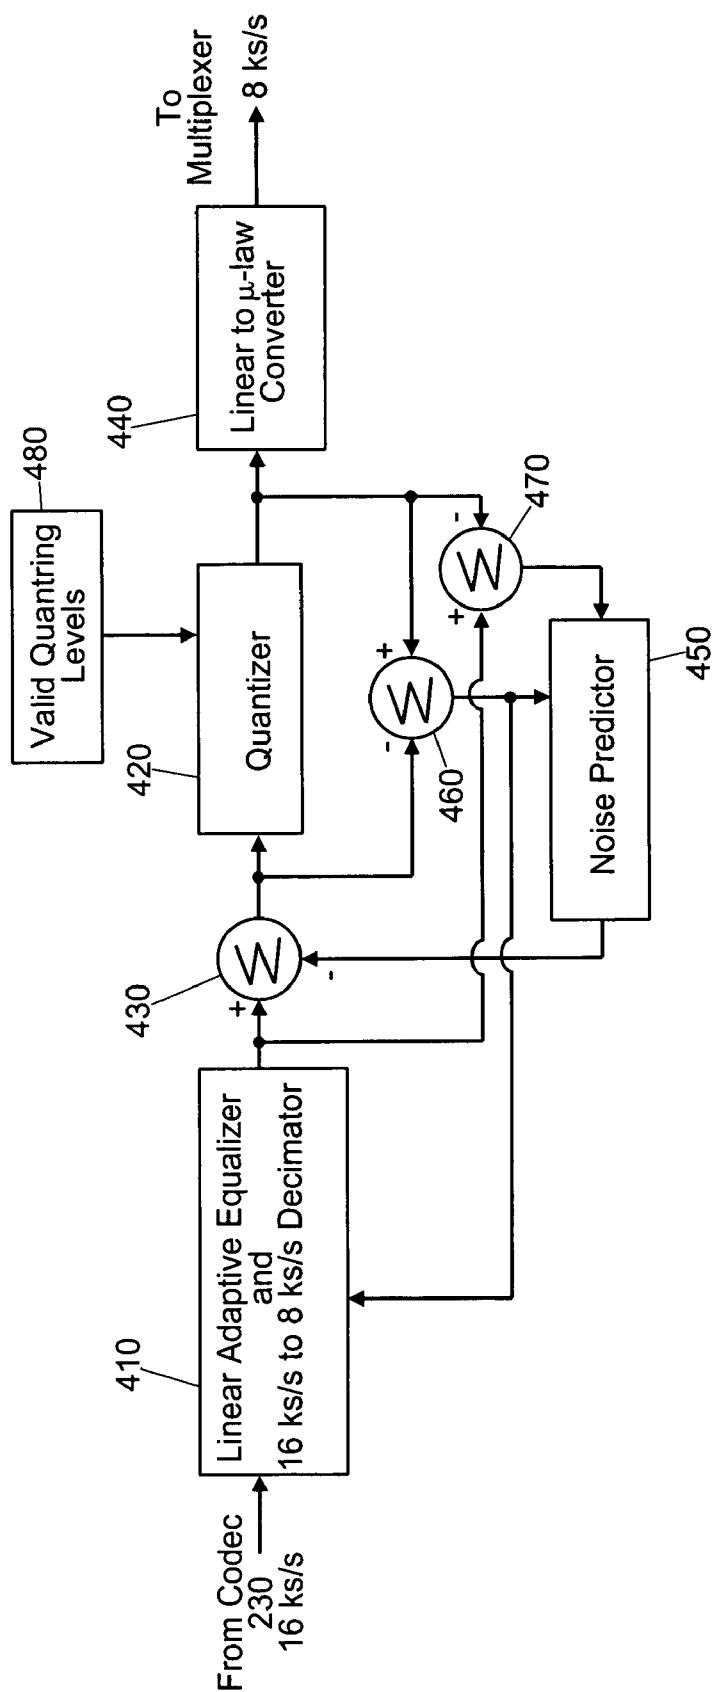 From Codec
230
16 ks/s
410
Linear Adaptive Equalizer
and
16 ks/s to 8 ks/s Decimator
430
+
-
Σ
420
Quantizer
480
Valid Quantring
Levels
460
-
+
Σ
470
+
-
Σ
450
Noise Predictor
440
Linear to μ-law
Converter
To
Multiplexer
8 ks/s